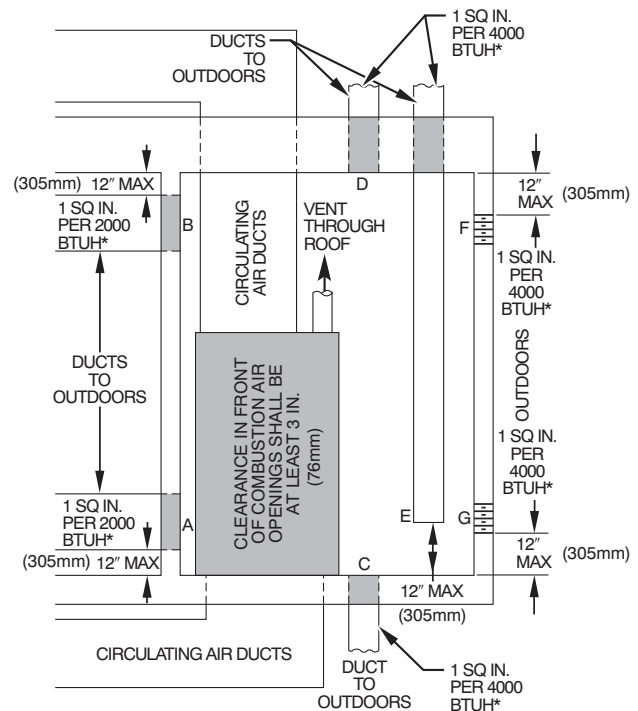 DUCTS
TO
OUTDOORS
1 SQ IN.
PER 4000
BTUH*
(305mm)
12" MAX
1 SQ IN.
PER 2000
BTUH*
B
CIRCULATING
AIR DUCTS
VENT
THROUGH
ROOF
D
F
12"
MAX
(305mm)
1 SQ IN.
PER
4000
BTUH*
DUCTS
TO
OUTDOORS
OUTDOORS
CLEARANCE IN FRONT
OF COMBUSTION AIR
OPENINGS SHALL BE
AT LEAST 3 IN.
(76mm)
1 SQ IN.
PER
4000
BTUH*
1 SQ IN.
PER 2000
BTUH*
A
E
G
(305mm)
12" MAX
C
12" MAX
(305mm)
12"
MAX
(305mm)
CIRCULATING AIR DUCTS
DUCT
TO
OUTDOORS
1 SQ IN.
PER 4000
BTUH*